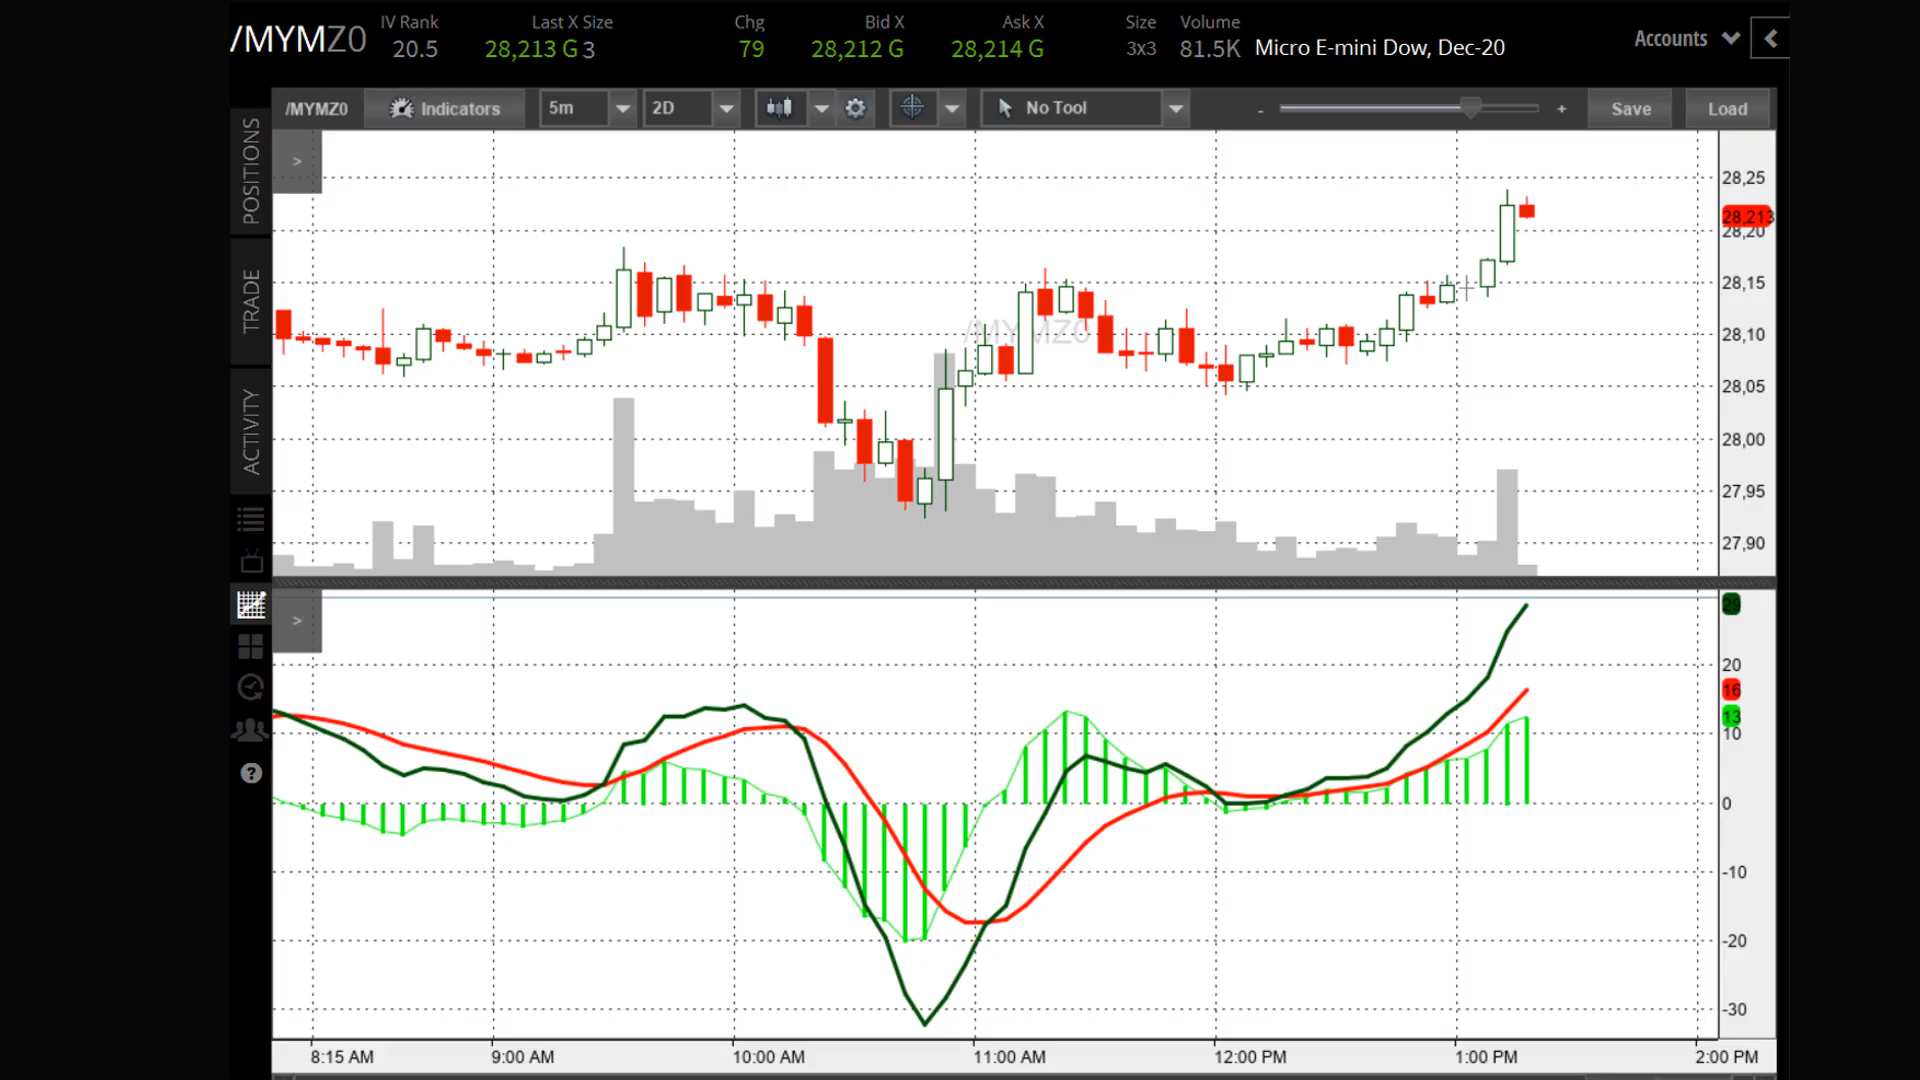 /MYMZ0
IV Rank
20.5
Last X Size
28,213 G 3
Chg
79
Bid X
28,212 G
Ask X
28,214 G
Size
3x3
Volume
81.5K
Micro E-mini Dow, Dec-20
Accounts
/MYMZ0
Indicators
5m
2D
No Tool
-
+
Save
Load
POSITIONS
TRADE
ACTIVITY
>
/MYMZ0
28,25
28,213
28,20
28,15
28,10
28,05
28,00
27,95
27,90
>
29
20
16
13
10
0
-10
-20
-30
?
8:15 AM
9:00 AM
10:00 AM
11:00 AM
12:00 PM
1:00 PM
2:00 PM